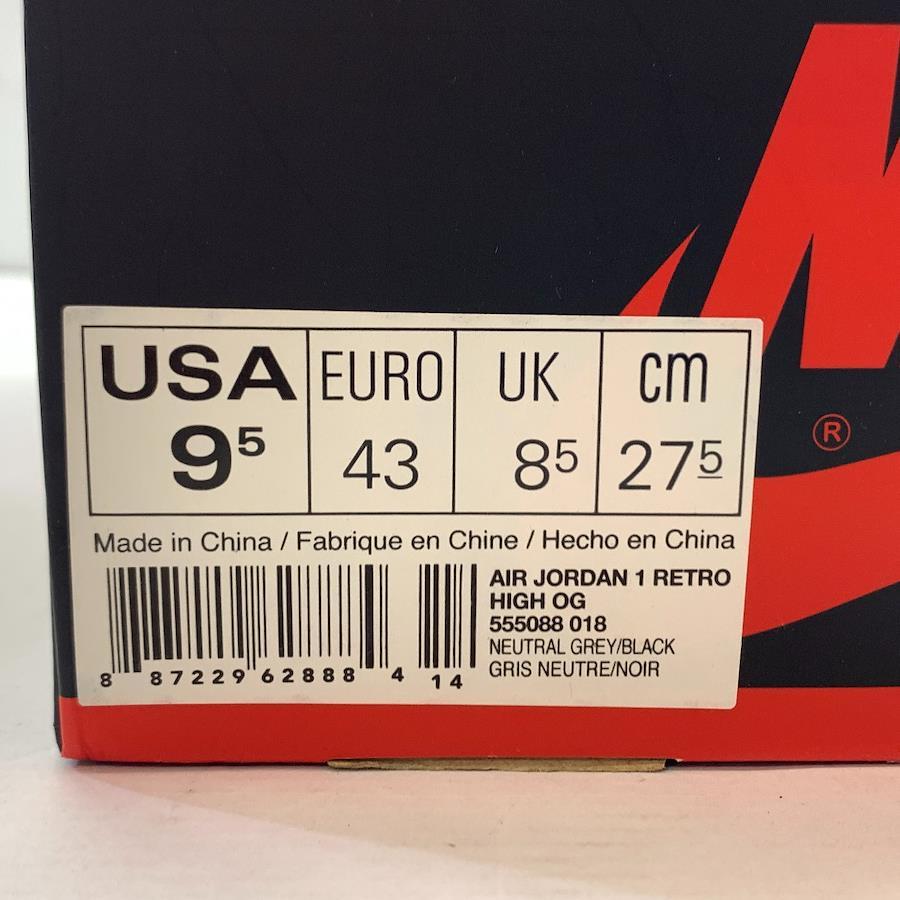 USA EURO UK cm
9⁵ 43 8⁵ 27⁵
Made in China / Fabrique en Chine / Hecho en China
AIR JORDAN 1 RETRO
HIGH OG
555088 018
NEUTRAL GREY/BLACK
GRIS NEUTRE/NOIR
8 87229 62888 4 14
®